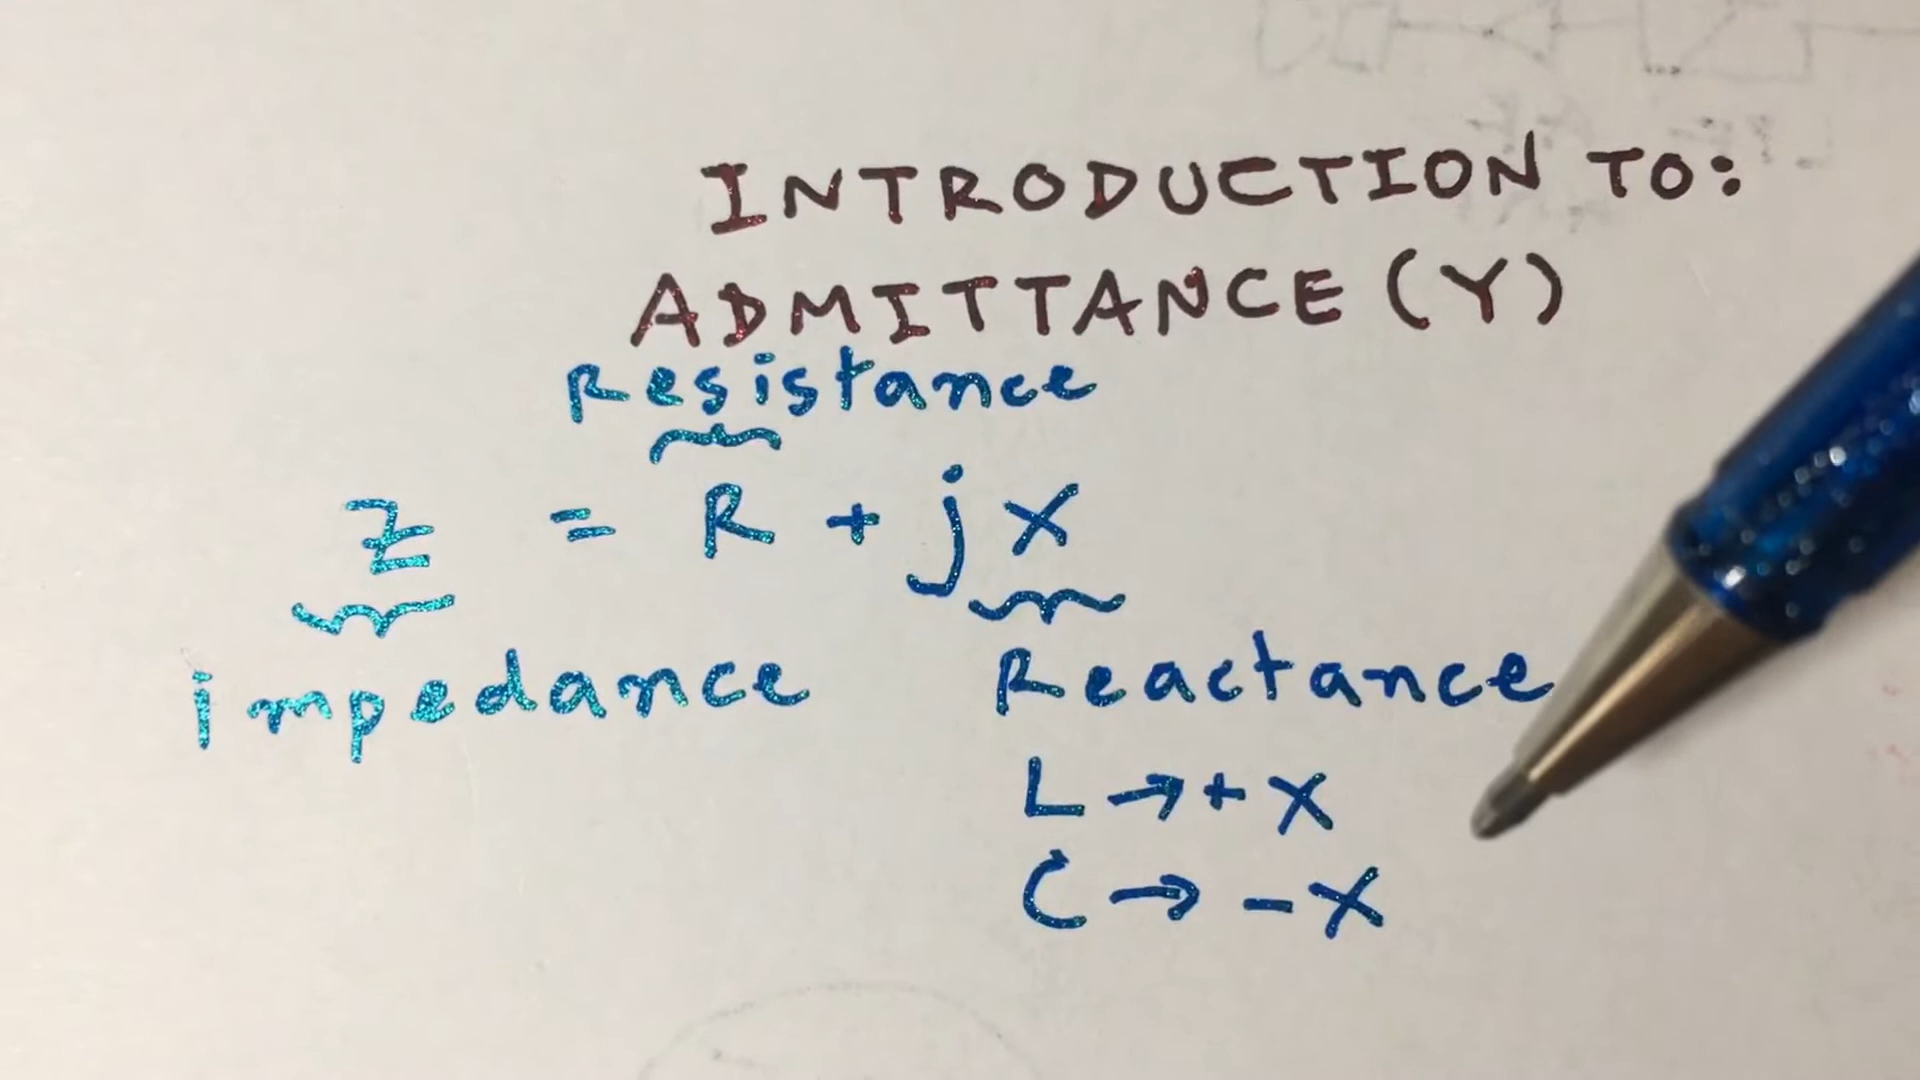 INTRODUCTION TO:
ADMITTANCE (Y)
Resistance
Z = R + jX
impedance Reactance
L → + X
C → - X